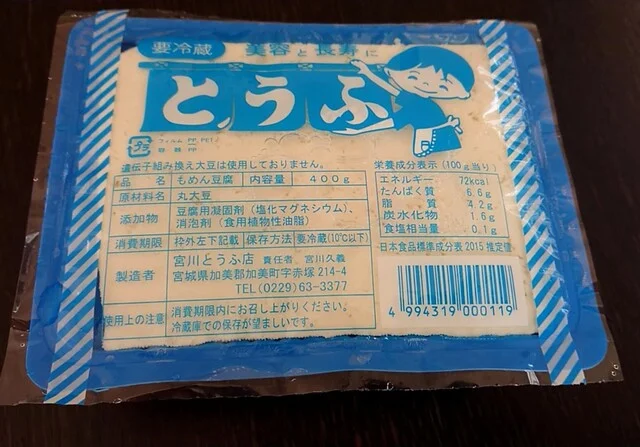 要冷蔵 美容と長寿に
とうふ
プラ フィルム PP, PET
容器 PP
遺伝子組み換え大豆は使用しておりません。
品名 もめん豆腐 内容量 400g
原材料名 丸大豆
添加物 豆腐用凝固剤（塩化マグネシウム）、
消泡剤（食用植物性油脂）
消費期限 枠外左下記載 保存方法 要冷蔵(10℃以下)
製造者 宮川とうふ店 責任者 宮川久義
宮城県加美郡加美町字赤塚214-4
TEL(0229)63-3377
使用上の注意 消費期限内にお召し上がりください。
冷蔵庫での保存が望ましいです。
栄養成分表示（100g当り）
エネルギー 72kcal
たんぱく質 6.6g
脂質 4.2g
炭水化物 1.6g
食塩相当量 0.1g
日本食品標準成分表2015 推定値
4 994319 000119